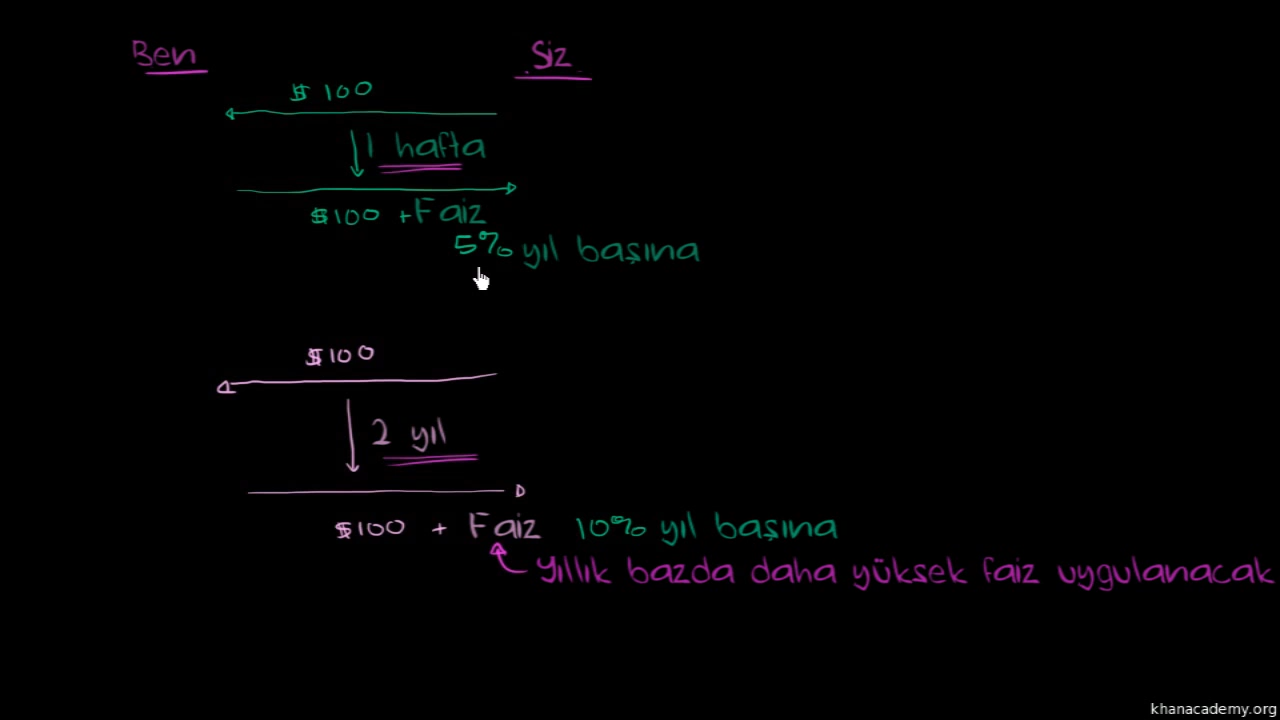 Ben
Siz
$ 100
1 hafta
$100 + Faiz
5% yıl başına
$100
2 yıl
$100 + Faiz 10% yıl başına
yıllık bazda daha yüksek faiz uygulanacak
khanacademy.org